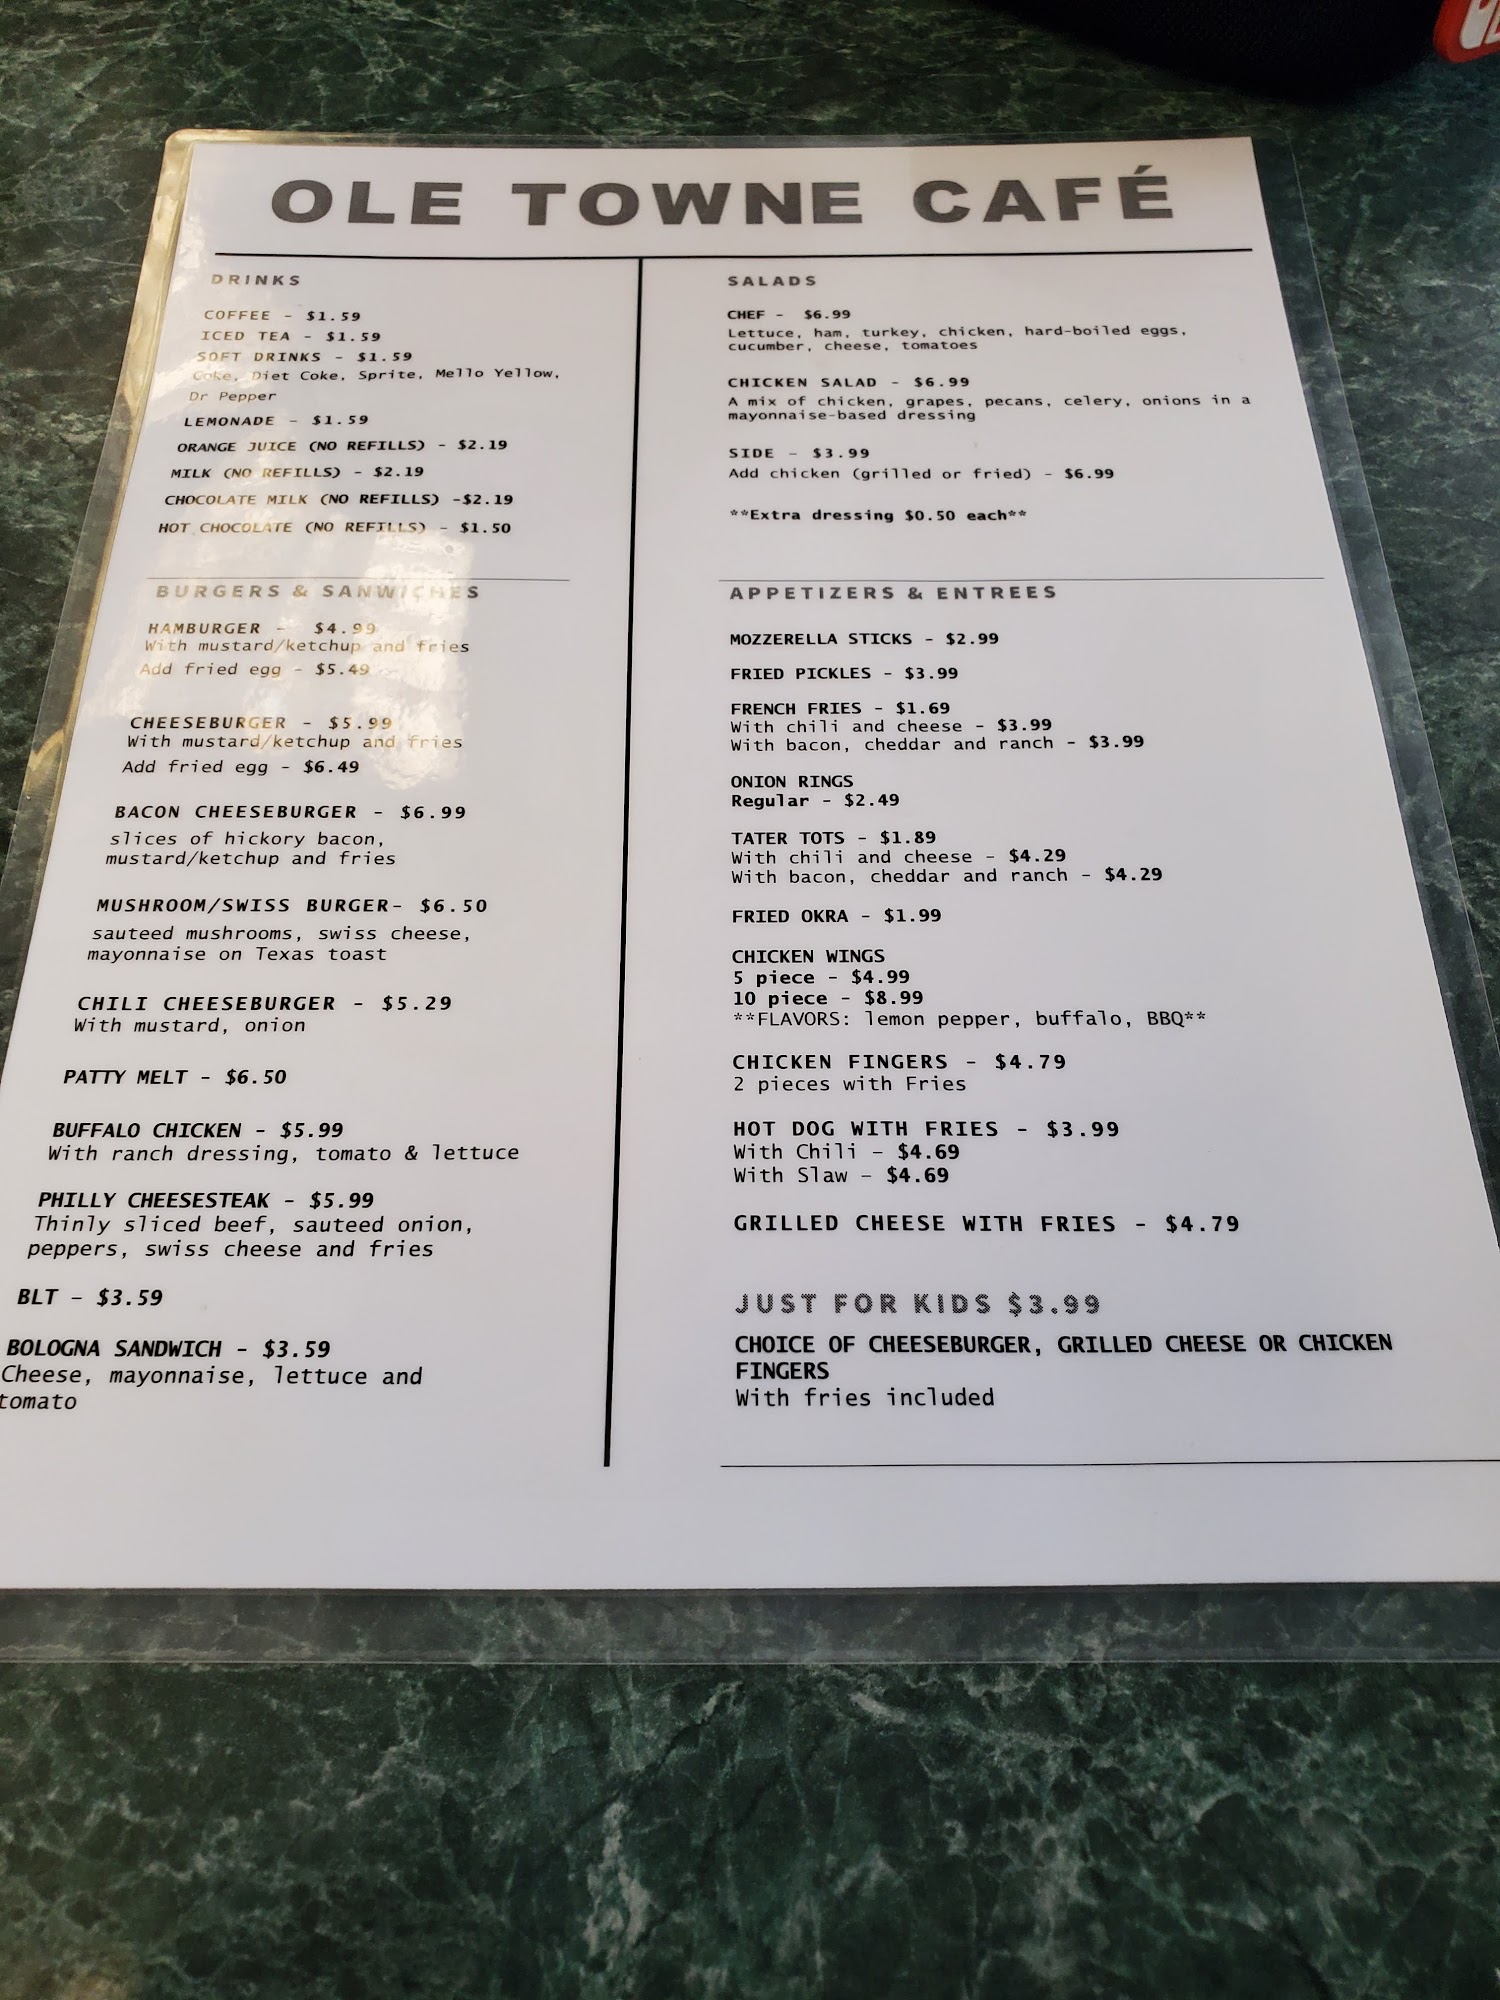 OLE TOWNE CAFÉ
DRINKS
COFFEE - $1.59
ICED TEA - $1.59
SOFT DRINKS - $1.59
Coke, Diet Coke, Sprite, Mello Yellow,
Dr Pepper
LEMONADE - $1.59
ORANGE JUICE (NO REFILLS) - $2.19
MILK (NO REFILLS) - $2.19
CHOCOLATE MILK (NO REFILLS) -$2.19
HOT CHOCOLATE (NO REFILLS) - $1.50
BURGERS & SANWICHES
HAMBURGER - $4.99
With mustard/ketchup and fries
Add fried egg - $5.49
CHEESEBURGER - $5.99
With mustard/ketchup and fries
Add fried egg - $6.49
BACON CHEESEBURGER - $6.99
slices of hickory bacon,
mustard/ketchup and fries
MUSHROOM/SWISS BURGER- $6.50
sauteed mushrooms, swiss cheese,
mayonnaise on Texas toast
CHILI CHEESEBURGER - $5.29
With mustard, onion
PATTY MELT - $6.50
BUFFALO CHICKEN - $5.99
With ranch dressing, tomato & lettuce
PHILLY CHEESESTEAK - $5.99
Thinly sliced beef, sauteed onion,
peppers, swiss cheese and fries
BLT - $3.59
BOLOGNA SANDWICH - $3.59
Cheese, mayonnaise, lettuce and
tomato
SALADS
CHEF - $6.99
Lettuce, ham, turkey, chicken, hard-boiled eggs,
cucumber, cheese, tomatoes
CHICKEN SALAD - $6.99
A mix of chicken, grapes, pecans, celery, onions in a
mayonnaise-based dressing
SIDE - $3.99
Add chicken (grilled or fried) - $6.99
**Extra dressing $0.50 each**
APPETIZERS & ENTREES
MOZZERELLA STICKS - $2.99
FRIED PICKLES - $3.99
FRENCH FRIES - $1.69
With chili and cheese - $3.99
With bacon, cheddar and ranch - $3.99
ONION RINGS
Regular - $2.49
TATER TOTS - $1.89
With chili and cheese - $4.29
With bacon, cheddar and ranch - $4.29
FRIED OKRA - $1.99
CHICKEN WINGS
5 piece - $4.99
10 piece - $8.99
**FLAVORS: lemon pepper, buffalo, BBQ**
CHICKEN FINGERS - $4.79
2 pieces with Fries
HOT DOG WITH FRIES - $3.99
With Chili - $4.69
With Slaw - $4.69
GRILLED CHEESE WITH FRIES - $4.79
JUST FOR KIDS $3.99
CHOICE OF CHEESEBURGER, GRILLED CHEESE OR CHICKEN
FINGERS
With fries included